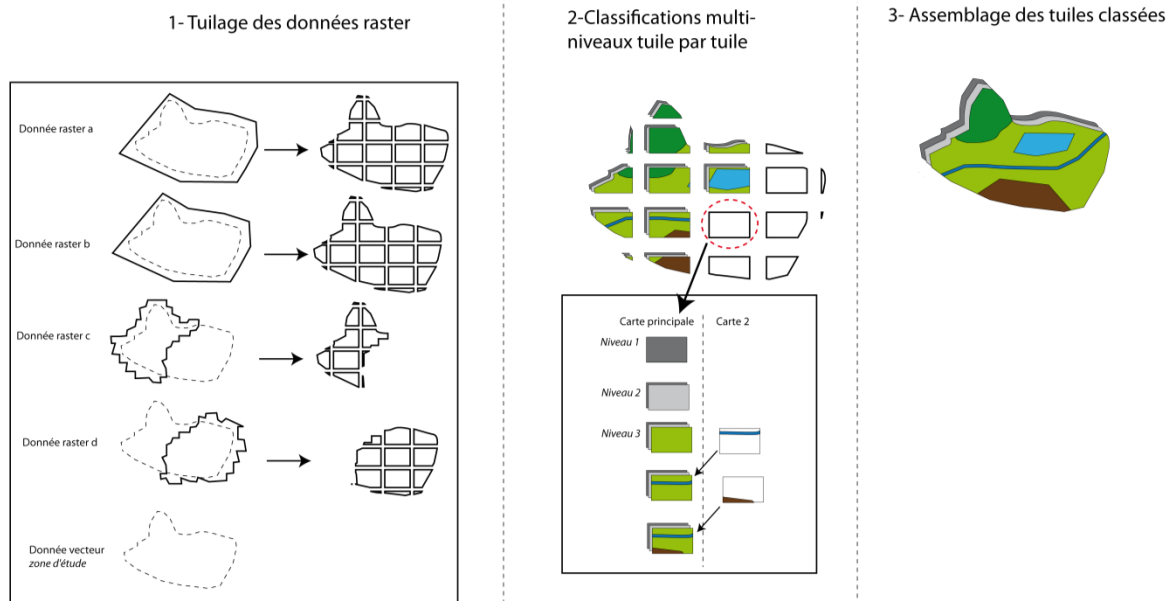 1- Tuilage des données raster
Donnée raster a
Donnée raster b
Donnée raster c
Donnée raster d
Donnée vecteur
zone d'étude
2-Classifications multi-
niveaux tuile par tuile
Carte principale
Carte 2
Niveau 1
Niveau 2
Niveau 3
3- Assemblage des tuiles classées